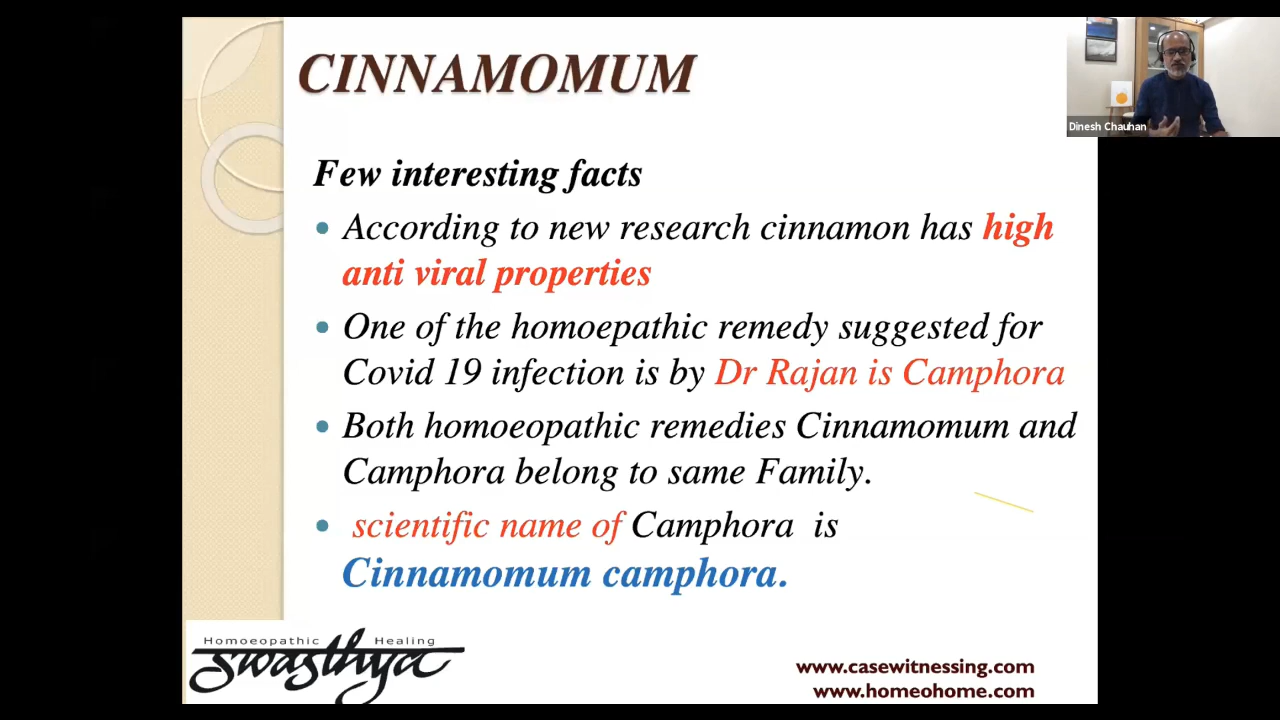 CINNAMOMUM
Dinesh Chauhan
Few interesting facts
• According to new research cinnamon has high
anti viral properties
• One of the homoepathic remedy suggested for
Covid 19 infection is by Dr Rajan is Camphora
• Both homoeopathic remedies Cinnamomum and
Camphora belong to same Family.
• scientific name of Camphora is
Cinnamomum camphora.
Homoeopathic Healing
swasthya
www.casewitnessing.com
www.homeohome.com